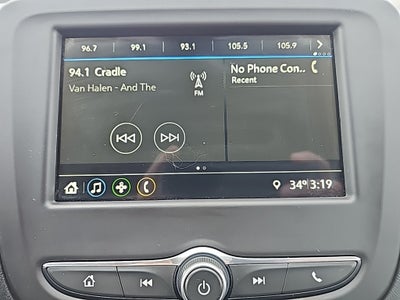 96.7 99.1 93.1 105.5 105.9
94.1 Cradle
Van Halen - And The
FM
No Phone Con..
Recent
34° 3:19